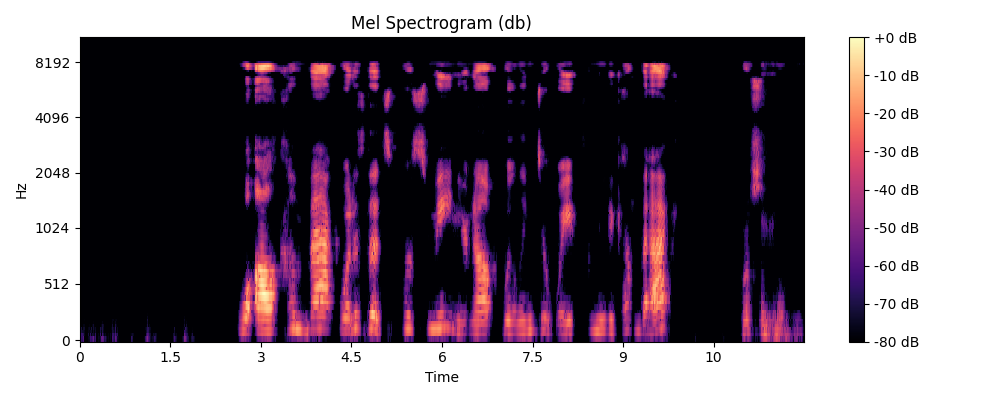 Mel Spectrogram (db)
8192
4096
2048
1024
512
0
Hz
0 1.5 3 4.5 6 7.5 9 10
Time
+0 dB
-10 dB
-20 dB
-30 dB
-40 dB
-50 dB
-60 dB
-70 dB
-80 dB